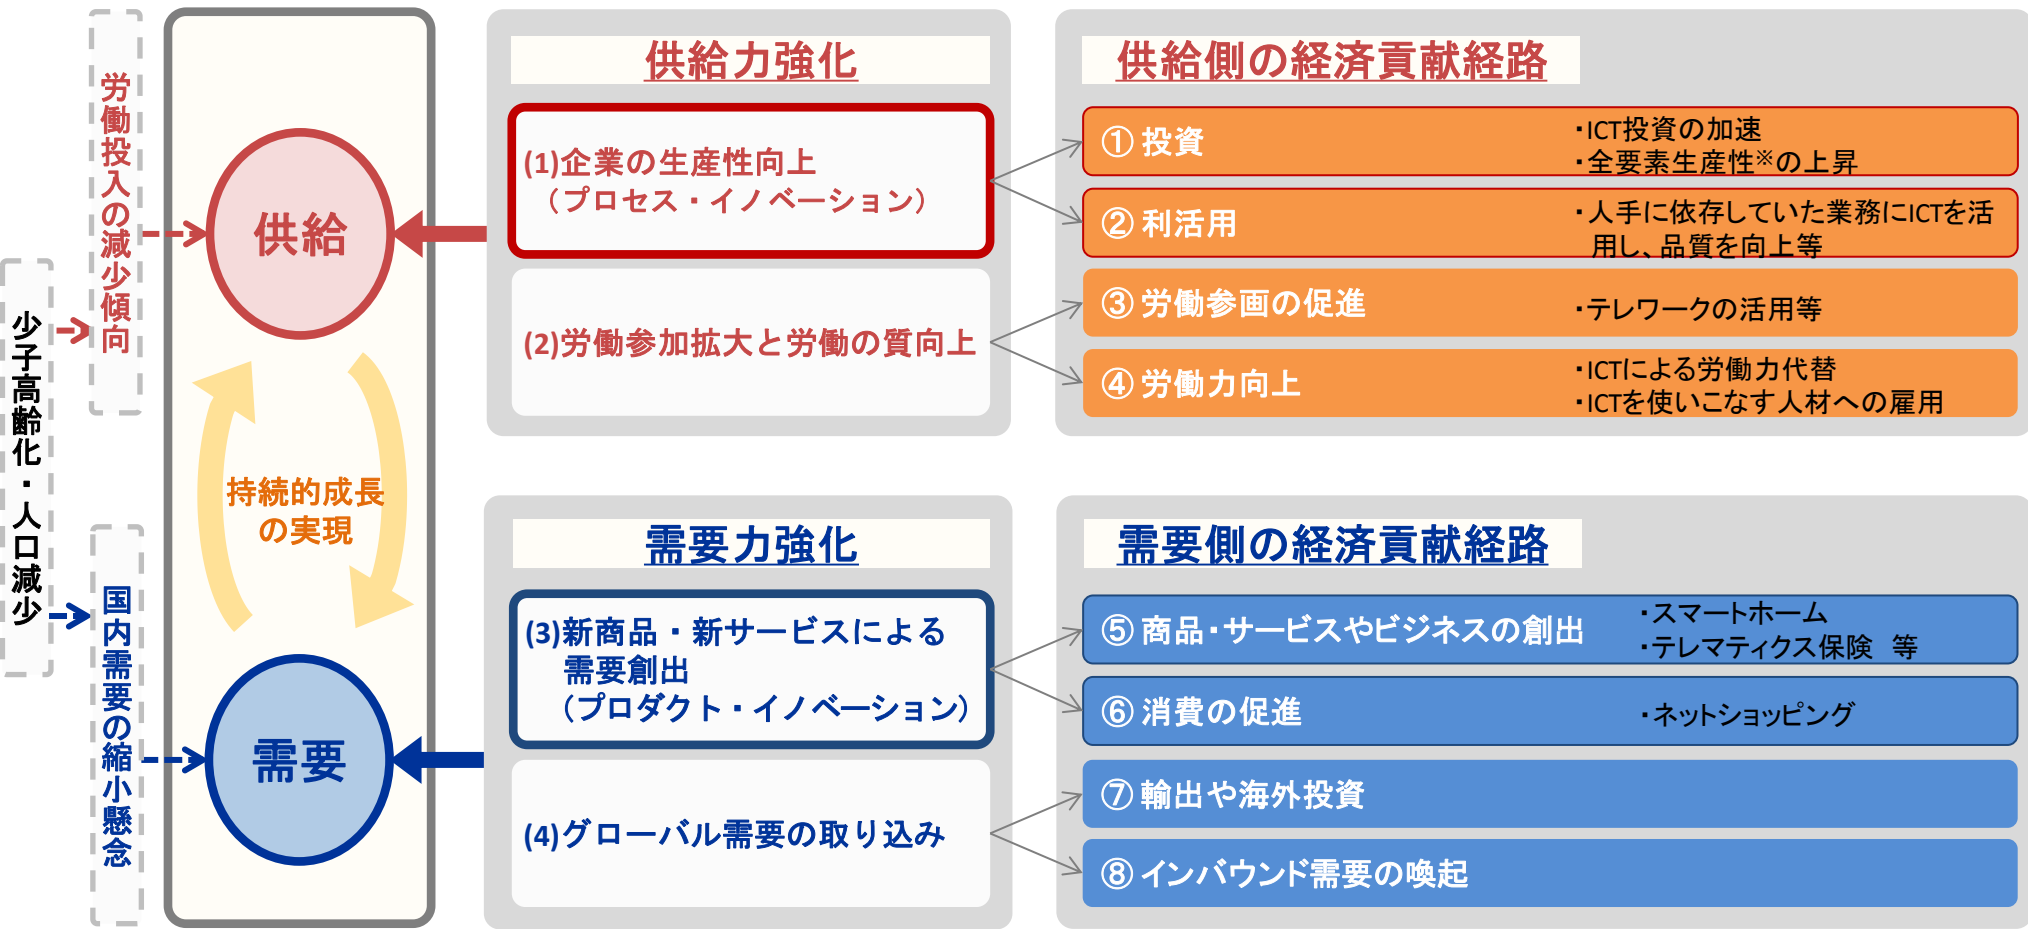 少子高齢化・人口減少
労働投入の減少傾向
国内需要の縮小懸念
供給
持続的成長
の実現
需要
供給力強化
(1)企業の生産性向上
（プロセス・イノベーション）
(2)労働参加拡大と労働の質向上
供給側の経済貢献経路
① 投資
・ICT投資の加速
・全要素生産性※の上昇
② 利活用
・人手に依存していた業務にICTを活
用し、品質を向上等
③ 労働参画の促進
・テレワークの活用等
④ 労働力向上
・ICTによる労働力代替
・ICTを使いこなす人材への雇用
需要力強化
(3)新商品・新サービスによる
需要創出
（プロダクト・イノベーション）
(4)グローバル需要の取り込み
需要側の経済貢献経路
⑤ 商品・サービスやビジネスの創出
・スマートホーム
・テレマティクス保険　等
⑥ 消費の促進
・ネットショッピング
⑦ 輸出や海外投資
⑧ インバウンド需要の喚起